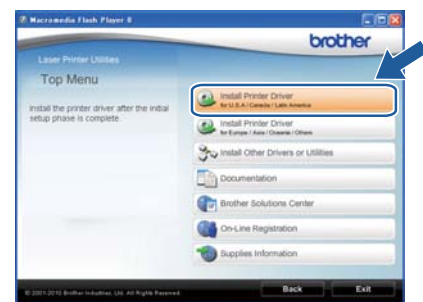 Macromedia Flash Player 8
brother
Laser Printer Utilities
Top Menu
Install the printer driver after the initial
setup phase is complete.
Install Printer Driver
for U.S.A / Canada / Latin America
Install Printer Driver
for Europe / Asia / Oceania / Others
Install Other Drivers or Utilities
Documentation
Brother Solutions Center
On-Line Registration
Supplies Information
© 2001-2010 Brother Industries, Ltd. All Rights Reserved.
Back
Exit